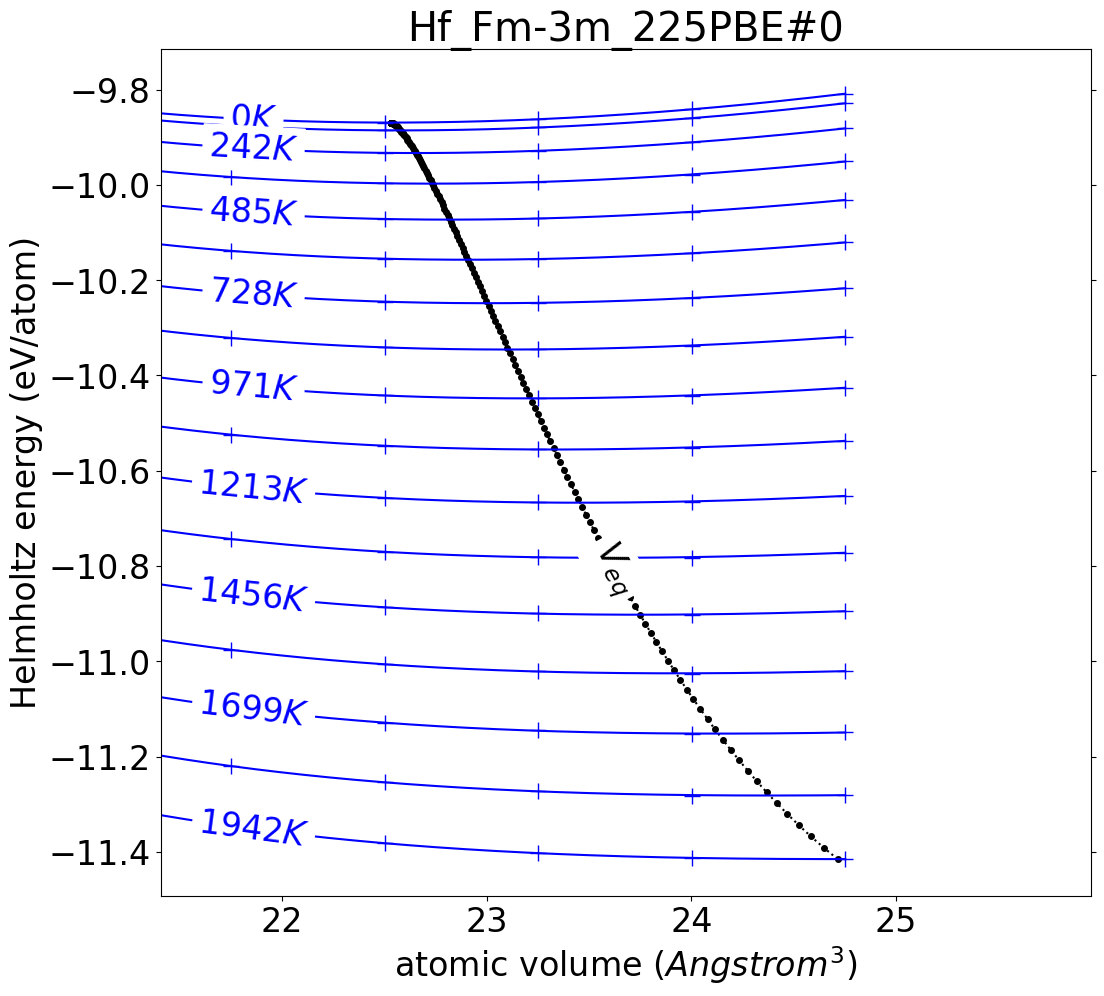 Hf_Fm-3m_225PBE#0
Helmholtz energy (eV/atom)
−9.8
−10.0
−10.2
−10.4
−10.6
−10.8
−11.0
−11.2
−11.4
0K
242K
485K
728K
971K
1213K
1456K
1699K
1942K
V_eq
22 23 24 25
atomic volume (Angstrom³)